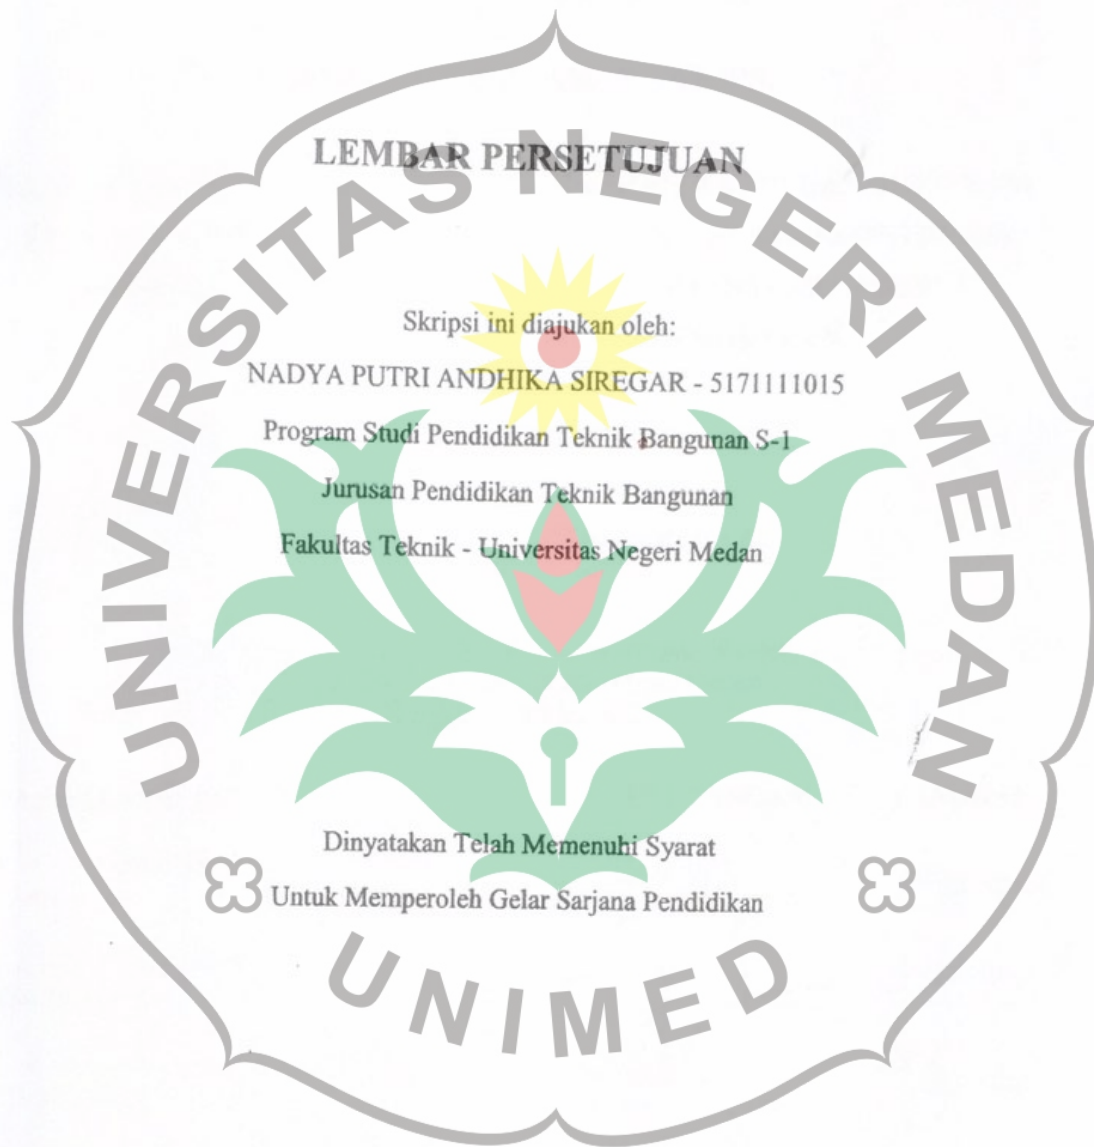 LEMBAR PERSETUJUAN
UNIVERSITAS NEGERI MEDAN
Skripsi ini diajukan oleh:
NADYA PUTRI ANDHIKA SIREGAR - 5171111015
Program Studi Pendidikan Teknik Bangunan S-1
Jurusan Pendidikan Teknik Bangunan
Fakultas Teknik - Universitas Negeri Medan
Dinyatakan Telah Memenuhi Syarat
Untuk Memperoleh Gelar Sarjana Pendidikan
UNIMED